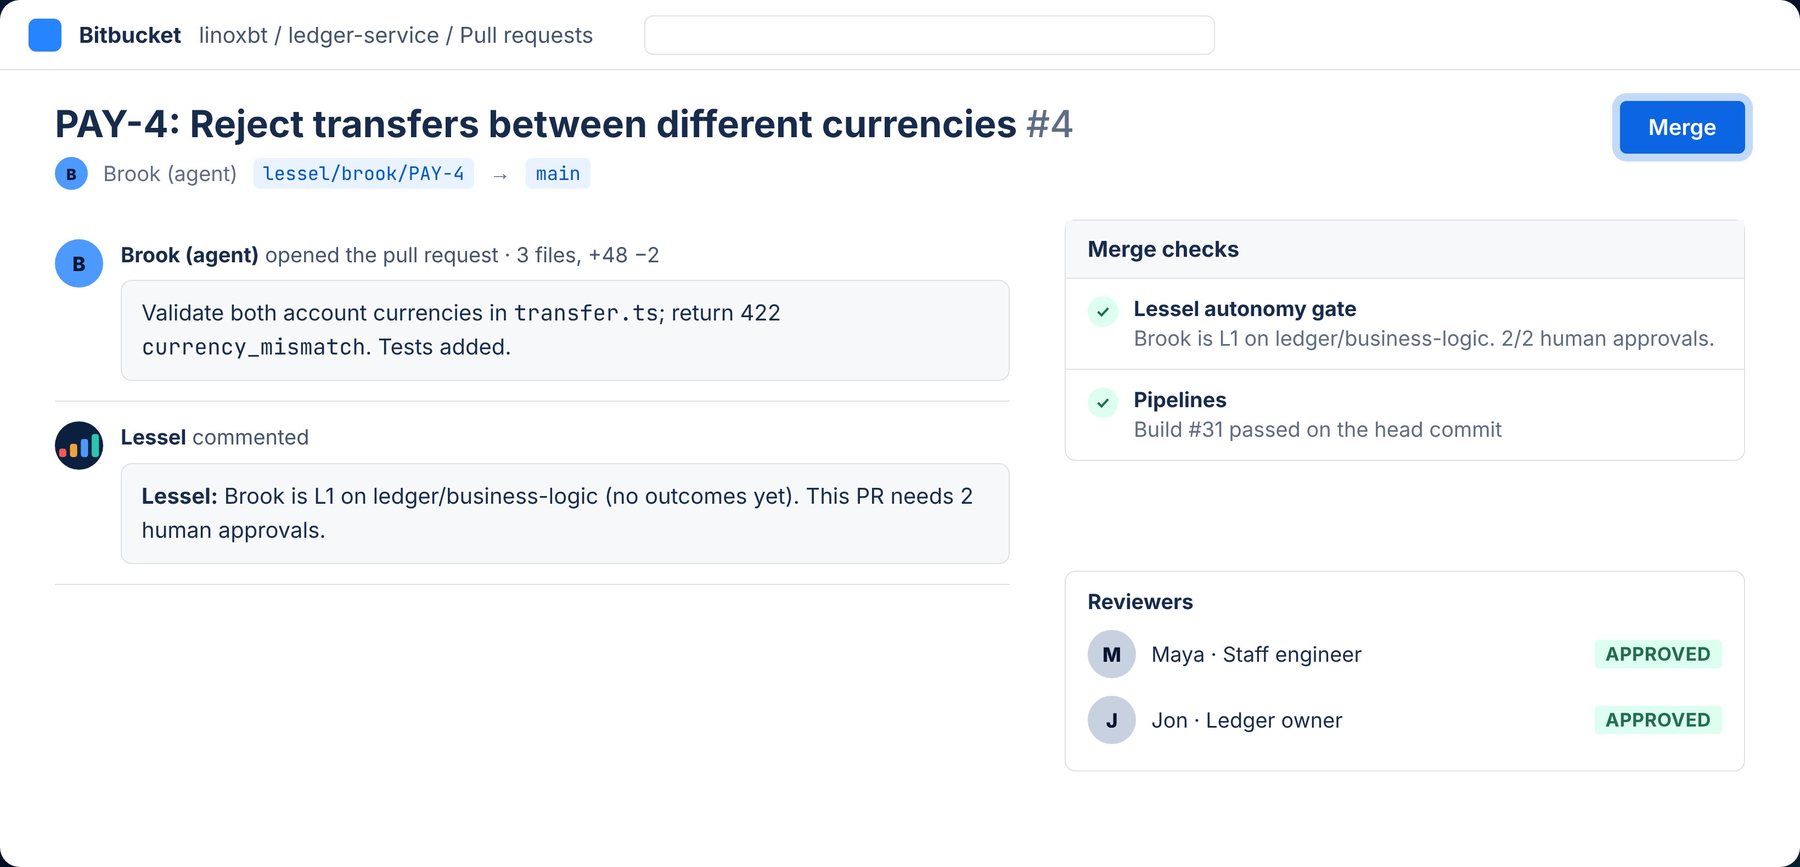 Bitbucket linoxbt / ledger-service / Pull requests
PAY-4: Reject transfers between different currencies #4
Merge
B Brook (agent) lessel/brook/PAY-4 → main
B
Brook (agent) opened the pull request · 3 files, +48 −2
Validate both account currencies in transfer.ts; return 422
currency_mismatch. Tests added.
Lessel commented
Lessel: Brook is L1 on ledger/business-logic (no outcomes yet). This PR needs 2
human approvals.
Merge checks
Lessel autonomy gate
Brook is L1 on ledger/business-logic. 2/2 human approvals.
Pipelines
Build #31 passed on the head commit
Reviewers
M Maya · Staff engineer APPROVED
J Jon · Ledger owner APPROVED